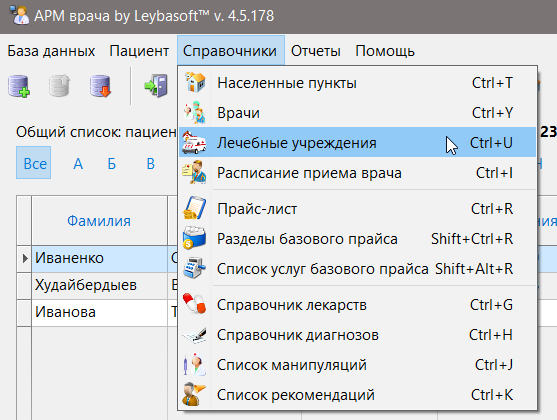 АРМ врача by Leybasoft™ v. 4.5.178
База данных Пациент Справочники Отчеты Помощь
Населенные пункты Ctrl+T
Врачи Ctrl+Y
Общий список: пациен
Лечебные учреждения Ctrl+U
23
Все А Б В
Расписание приема врача Ctrl+I
Н
Прайс-лист Ctrl+R
Фамилия
Разделы базового прайса Shift+Ctrl+R
Иваненко
Список услуг базового прайса Shift+Alt+R
Худайбердыев
Справочник лекарств Ctrl+G
Иванова
Справочник диагнозов Ctrl+H
Список манипуляций Ctrl+J
Список рекомендаций Ctrl+K